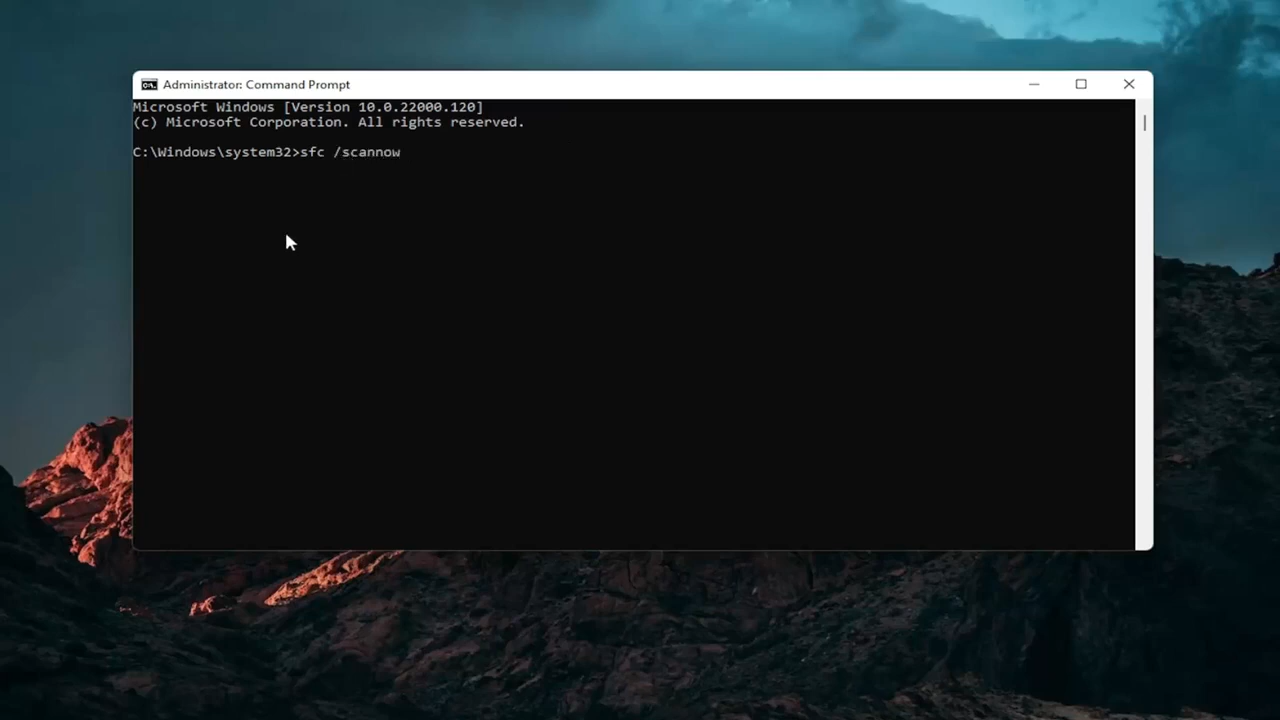 Administrator: Command Prompt
Microsoft Windows [Version 10.0.22000.120]
(c) Microsoft Corporation. All rights reserved.
C:\Windows\system32>sfc /scannow